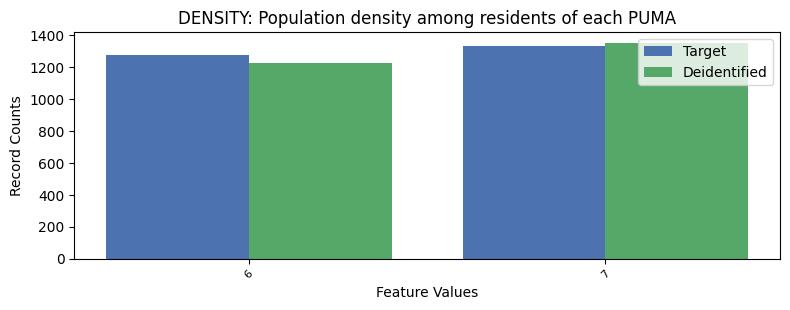 DENSITY: Population density among residents of each PUMA
Target
Deidentified
Record Counts
1400
1200
1000
800
600
400
200
0
6
7
Feature Values